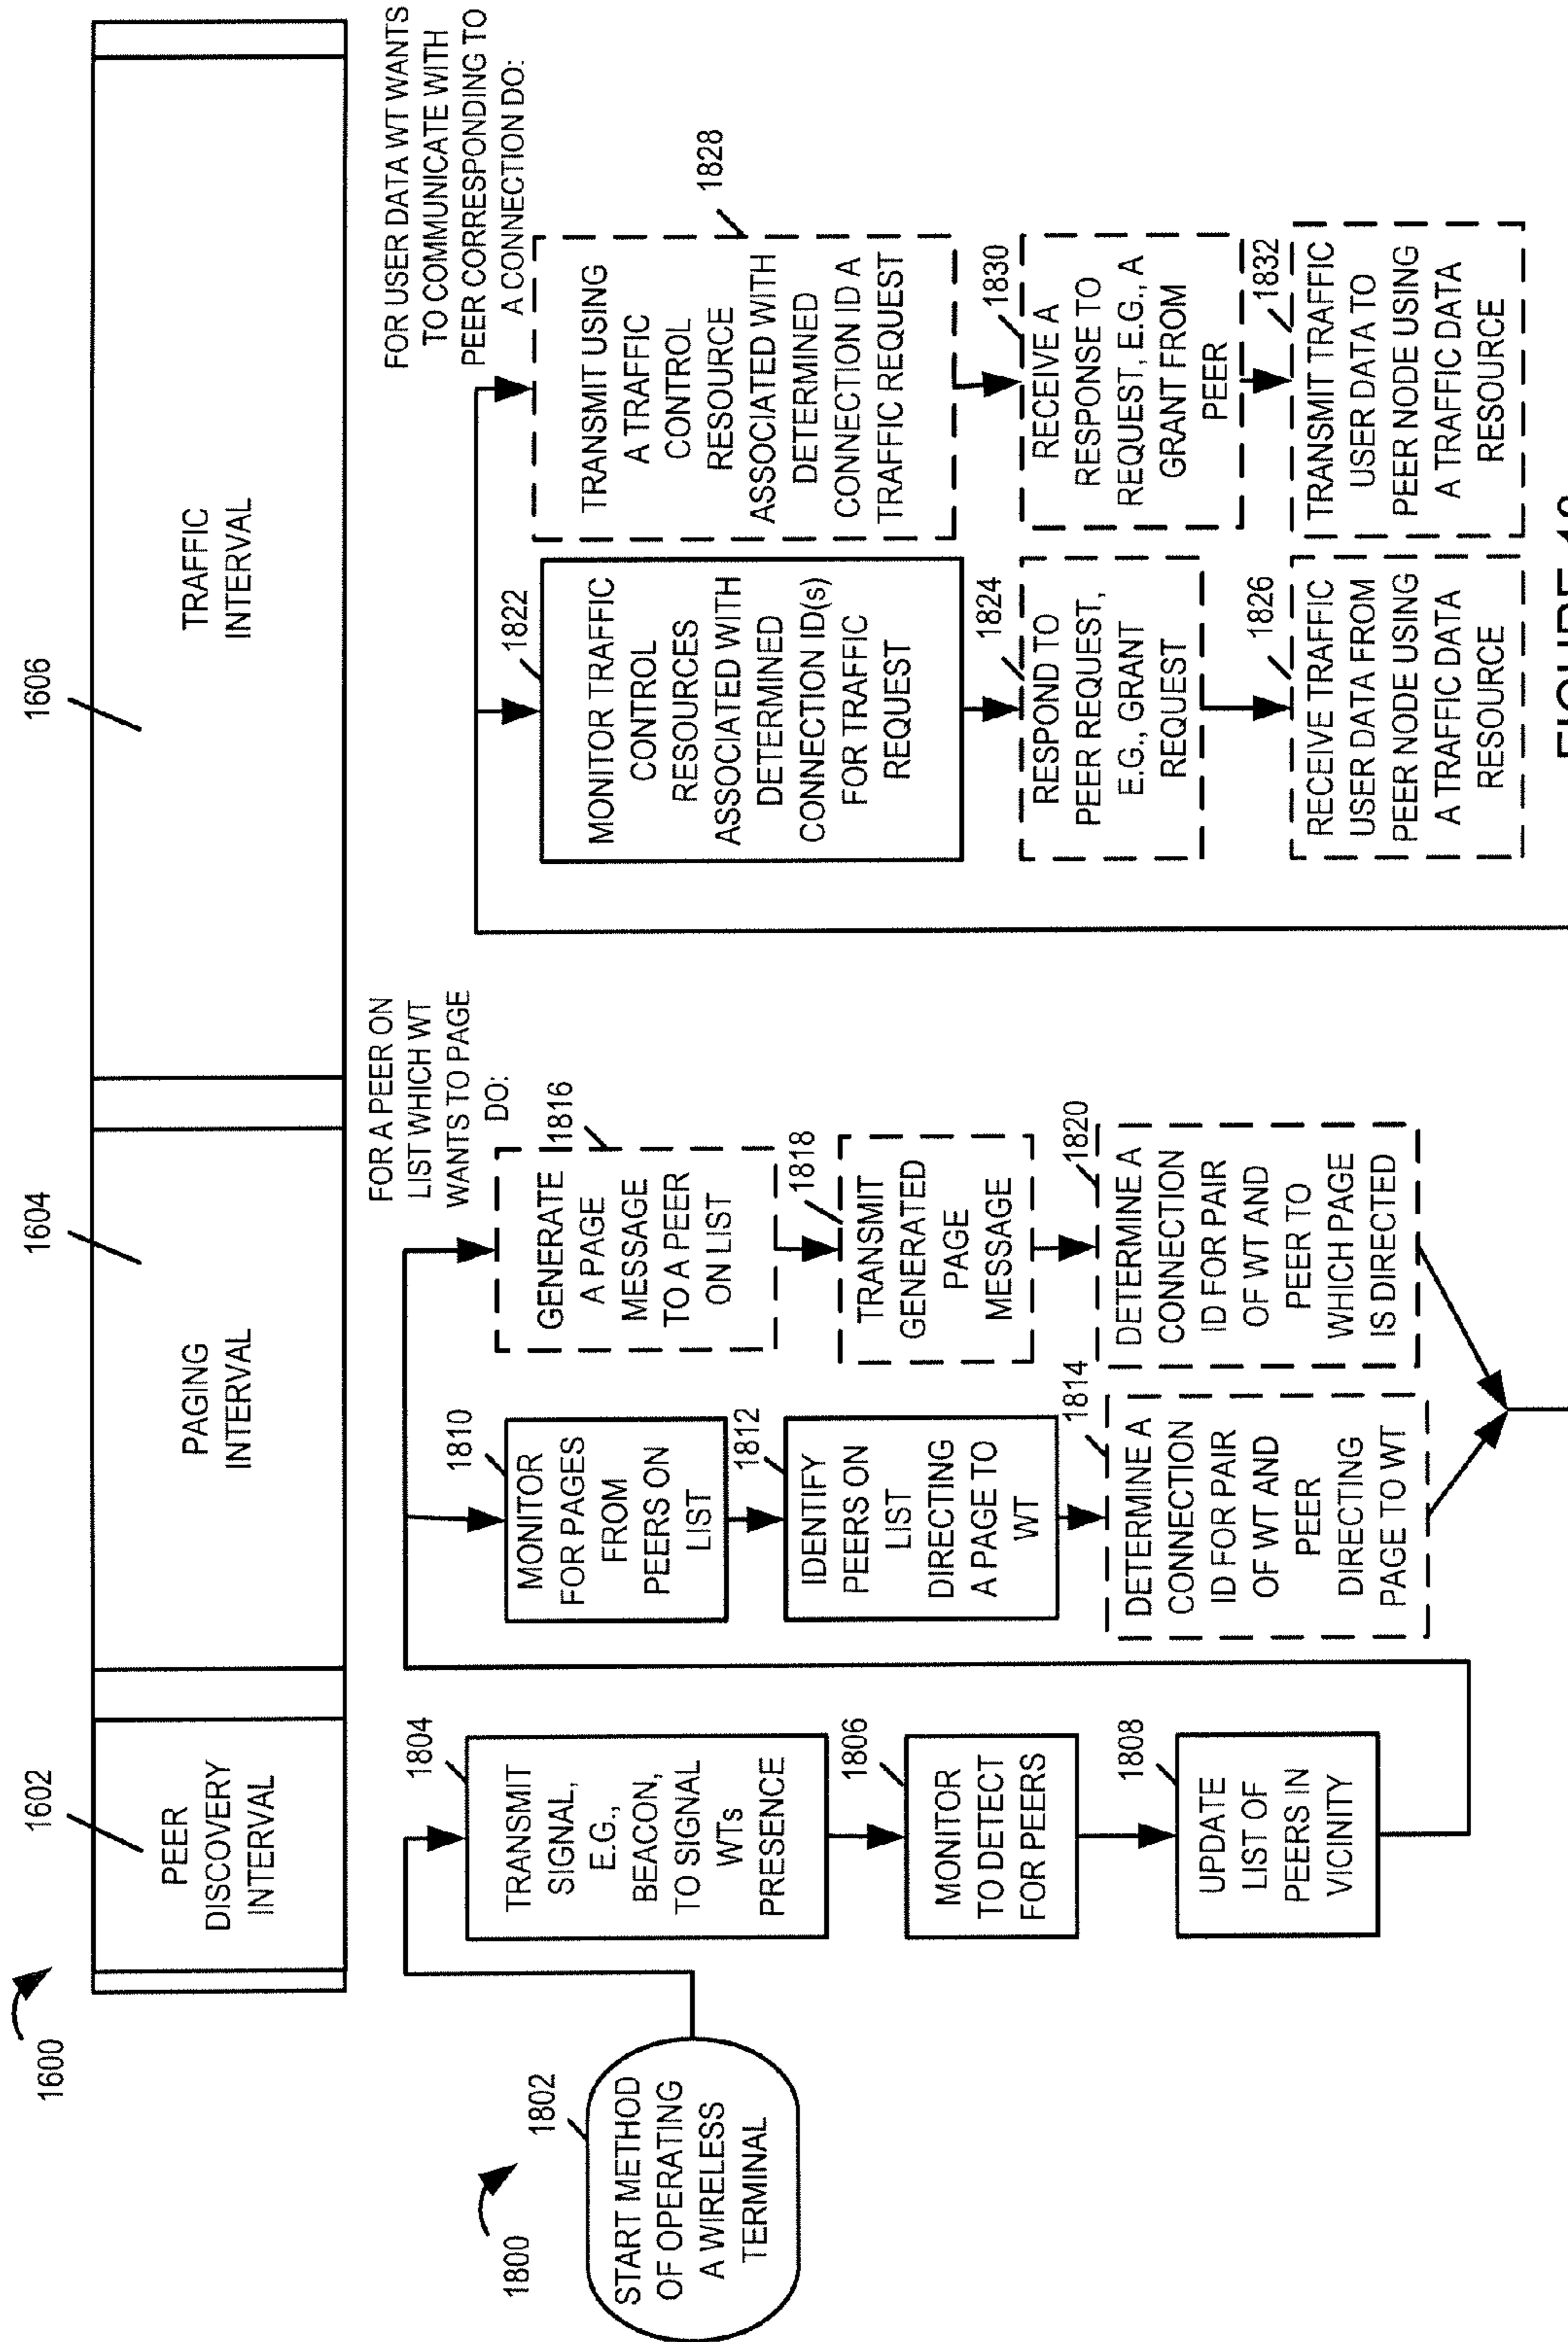 1600
1602
1604
1606
PEER
DISCOVERY
INTERVAL
PAGING
INTERVAL
TRAFFIC
INTERVAL
1800
1802
START METHOD
OF OPERATING
A WIRELESS
TERMINAL
1804
TRANSMIT
SIGNAL,
E.G.,
BEACON,
TO SIGNAL
WTs
PRESENCE
1806
MONITOR
TO DETECT
FOR PEERS
1808
UPDATE
LIST OF
PEERS IN
VICINITY
FOR A PEER ON
LIST WHICH WT
WANTS TO PAGE
DO:
1810
MONITOR
FOR PAGES
FROM
PEERS ON
LIST
1812
IDENTIFY
PEERS ON
LIST
DIRECTING
A PAGE TO
WT
1814
DETERMINE A
CONNECTION
ID FOR PAIR
OF WT AND
PEER
DIRECTING
PAGE TO WT
1816
GENERATE
A PAGE
MESSAGE
TO A PEER
ON LIST
1818
TRANSMIT
GENERATED
PAGE
MESSAGE
1820
DETERMINE A
CONNECTION
ID FOR PAIR
OF WT AND
PEER TO
WHICH PAGE
IS DIRECTED
FOR USER DATA WT WANTS
TO COMMUNICATE WITH
PEER CORRESPONDING TO
A CONNECTION DO:
1822
MONITOR TRAFFIC
CONTROL
RESOURCES
ASSOCIATED WITH
DETERMINED
CONNECTION ID(s)
FOR TRAFFIC
REQUEST
1824
RESPOND TO
PEER REQUEST,
E.G., GRANT
REQUEST
1826
RECEIVE TRAFFIC
USER DATA FROM
PEER NODE USING
A TRAFFIC DATA
RESOURCE
1828
TRANSMIT USING
A TRAFFIC
CONTROL
RESOURCE
ASSOCIATED WITH
DETERMINED
CONNECTION ID A
TRAFFIC REQUEST
1830
RECEIVE A
RESPONSE TO
REQUEST, E.G., A
GRANT FROM
PEER
1832
TRANSMIT TRAFFIC
USER DATA TO
PEER NODE USING
A TRAFFIC DATA
RESOURCE